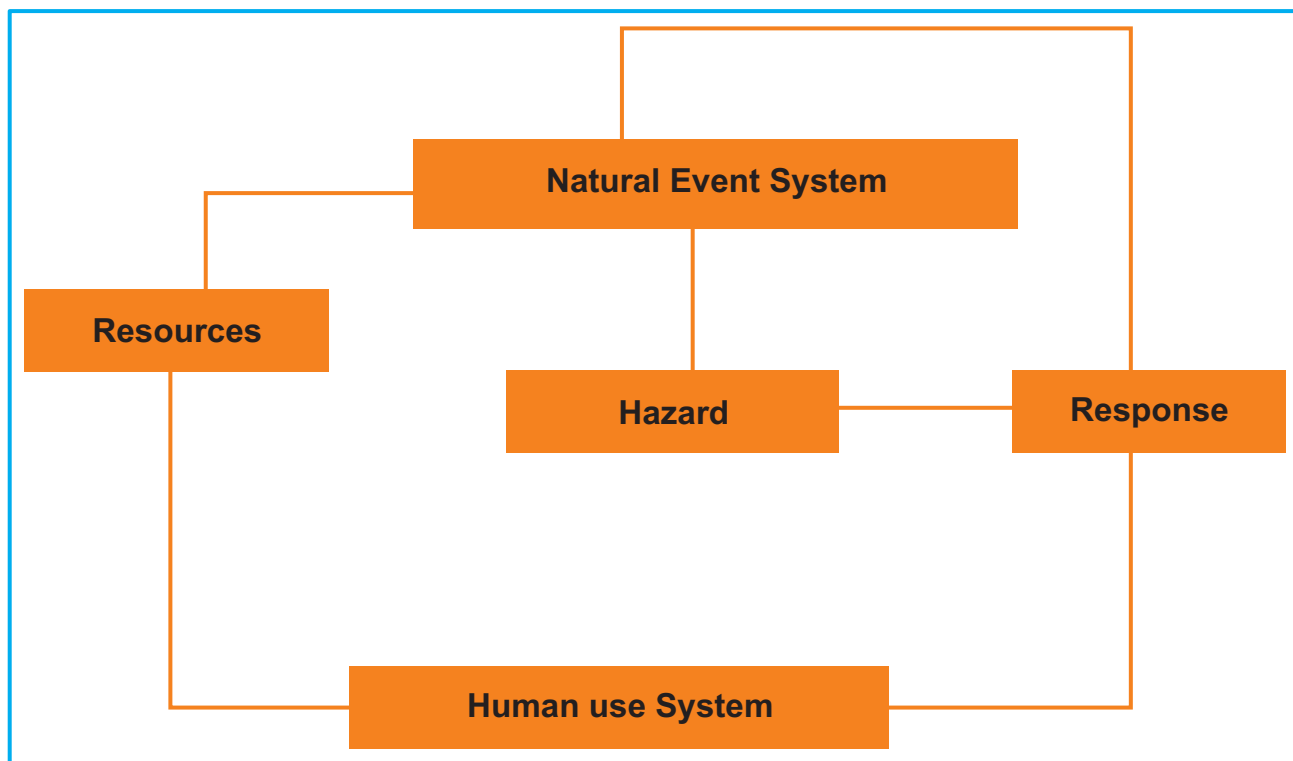 Natural Event System
Resources
Hazard
Response
Human use System